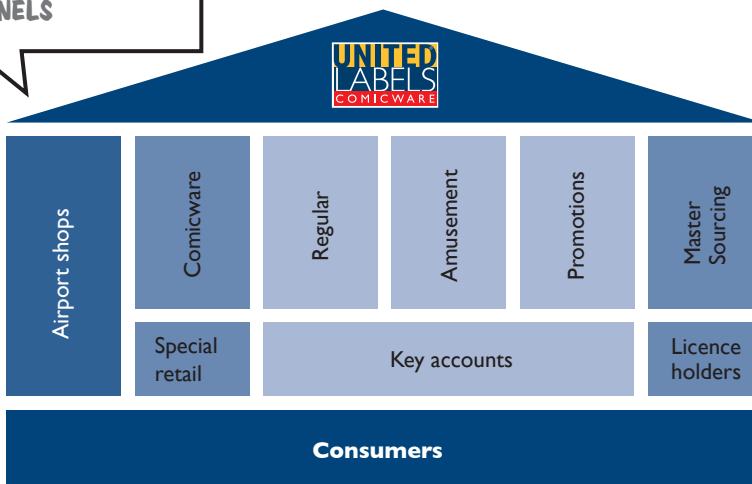 NELS
UNITED
LABELS
COMICWARE
Airport shops
Comicware
Regular
Amusement
Promotions
Master
Sourcing
Special
retail
Key accounts
Licence
holders
Consumers